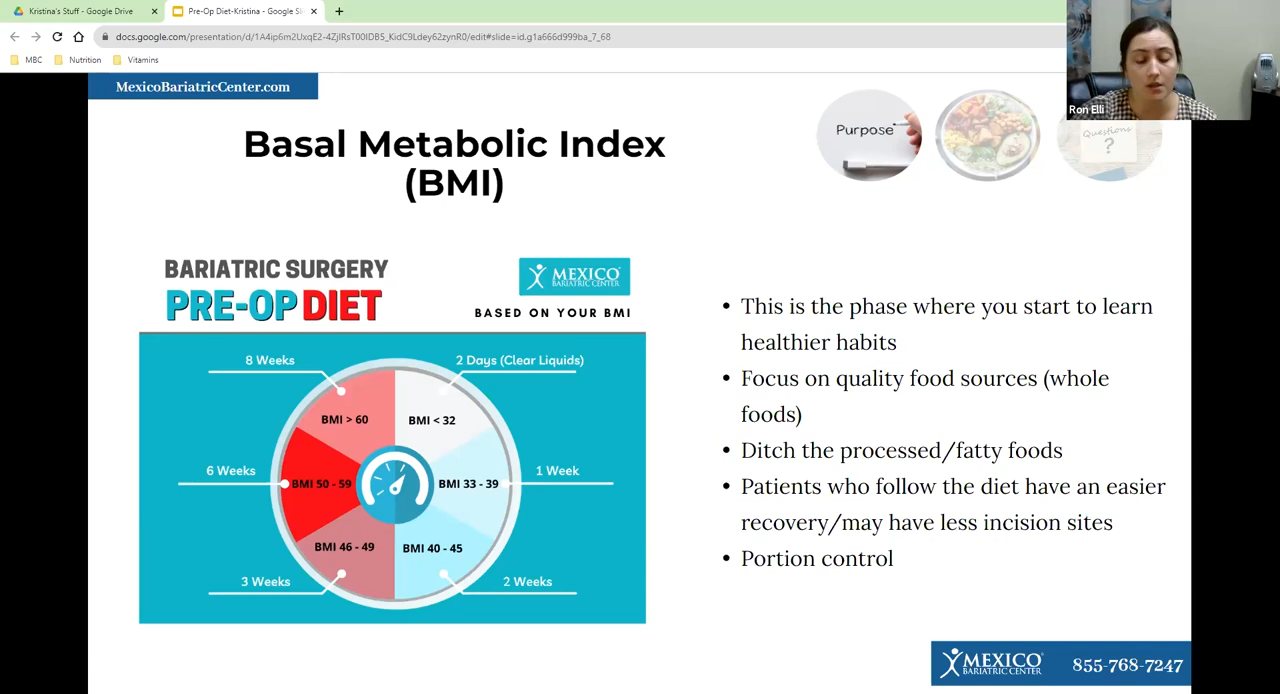 Kristina's Stuff - Google Drive
Pre-Op Diet-Kristina - Google Sli
docs.google.com/presentation/d/1A4ip6m2UxqE2-4ZJlRsT00IDB5_KidC9Ldey62zynR0/edit#slide=id.g1a666d999ba_7_68
MBC
Nutrition
Vitamins
MexicoBariatricCenter.com
Ron Elli
Basal Metabolic Index
(BMI)
Purpose
Questions
?
BARIATRIC SURGERY
PRE-OP DIET
MEXICO
BARIATRIC CENTER
BASED ON YOUR BMI
8 Weeks
2 Days (Clear Liquids)
BMI > 60
BMI < 32
6 Weeks
1 Week
BMI 50 - 59
BMI 33 - 39
BMI 46 - 49
BMI 40 - 45
3 Weeks
2 Weeks
• This is the phase where you start to learn
healthier habits
• Focus on quality food sources (whole
foods)
• Ditch the processed/fatty foods
• Patients who follow the diet have an easier
recovery/may have less incision sites
• Portion control
MEXICO
BARIATRIC CENTER
855-768-7247